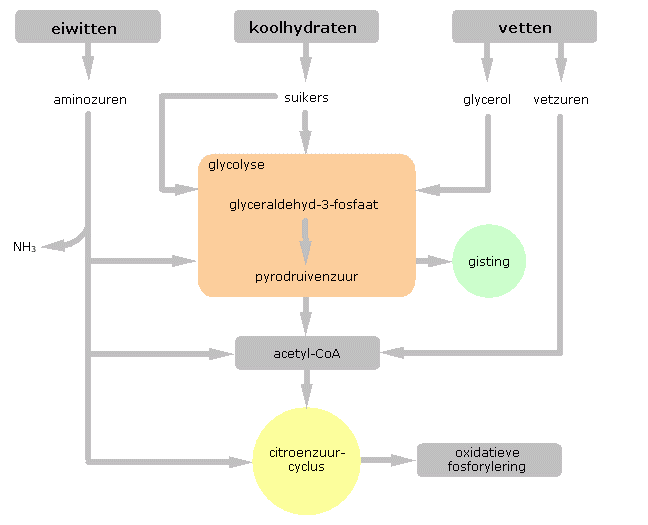 eiwitten
koolhydraten
vetten
aminozuren
suikers
glycerol
vetzuren
glycolyse
glyceraldehyd-3-fosfaat
NH₃
gisting
pyrodruivenzuur
acetyl-CoA
citroenzuur-
cyclus
oxidatieve
fosforylering